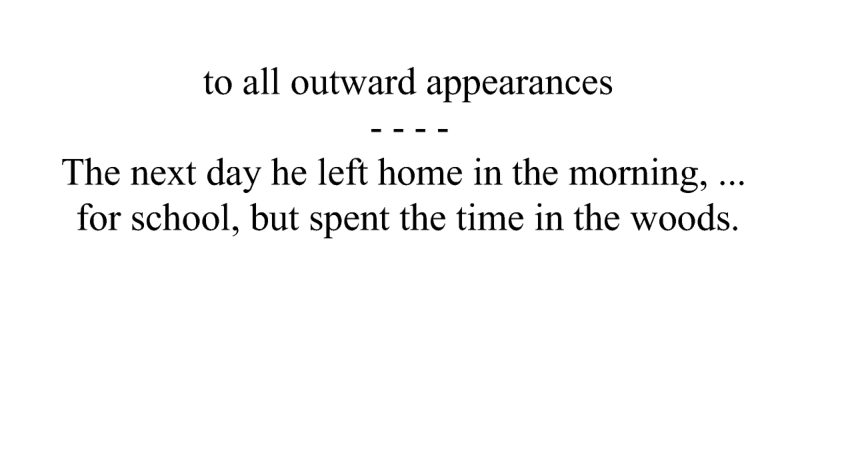 to all outward appearances
- - - -
The next day he left home in the morning, ...
for school, but spent the time in the woods.